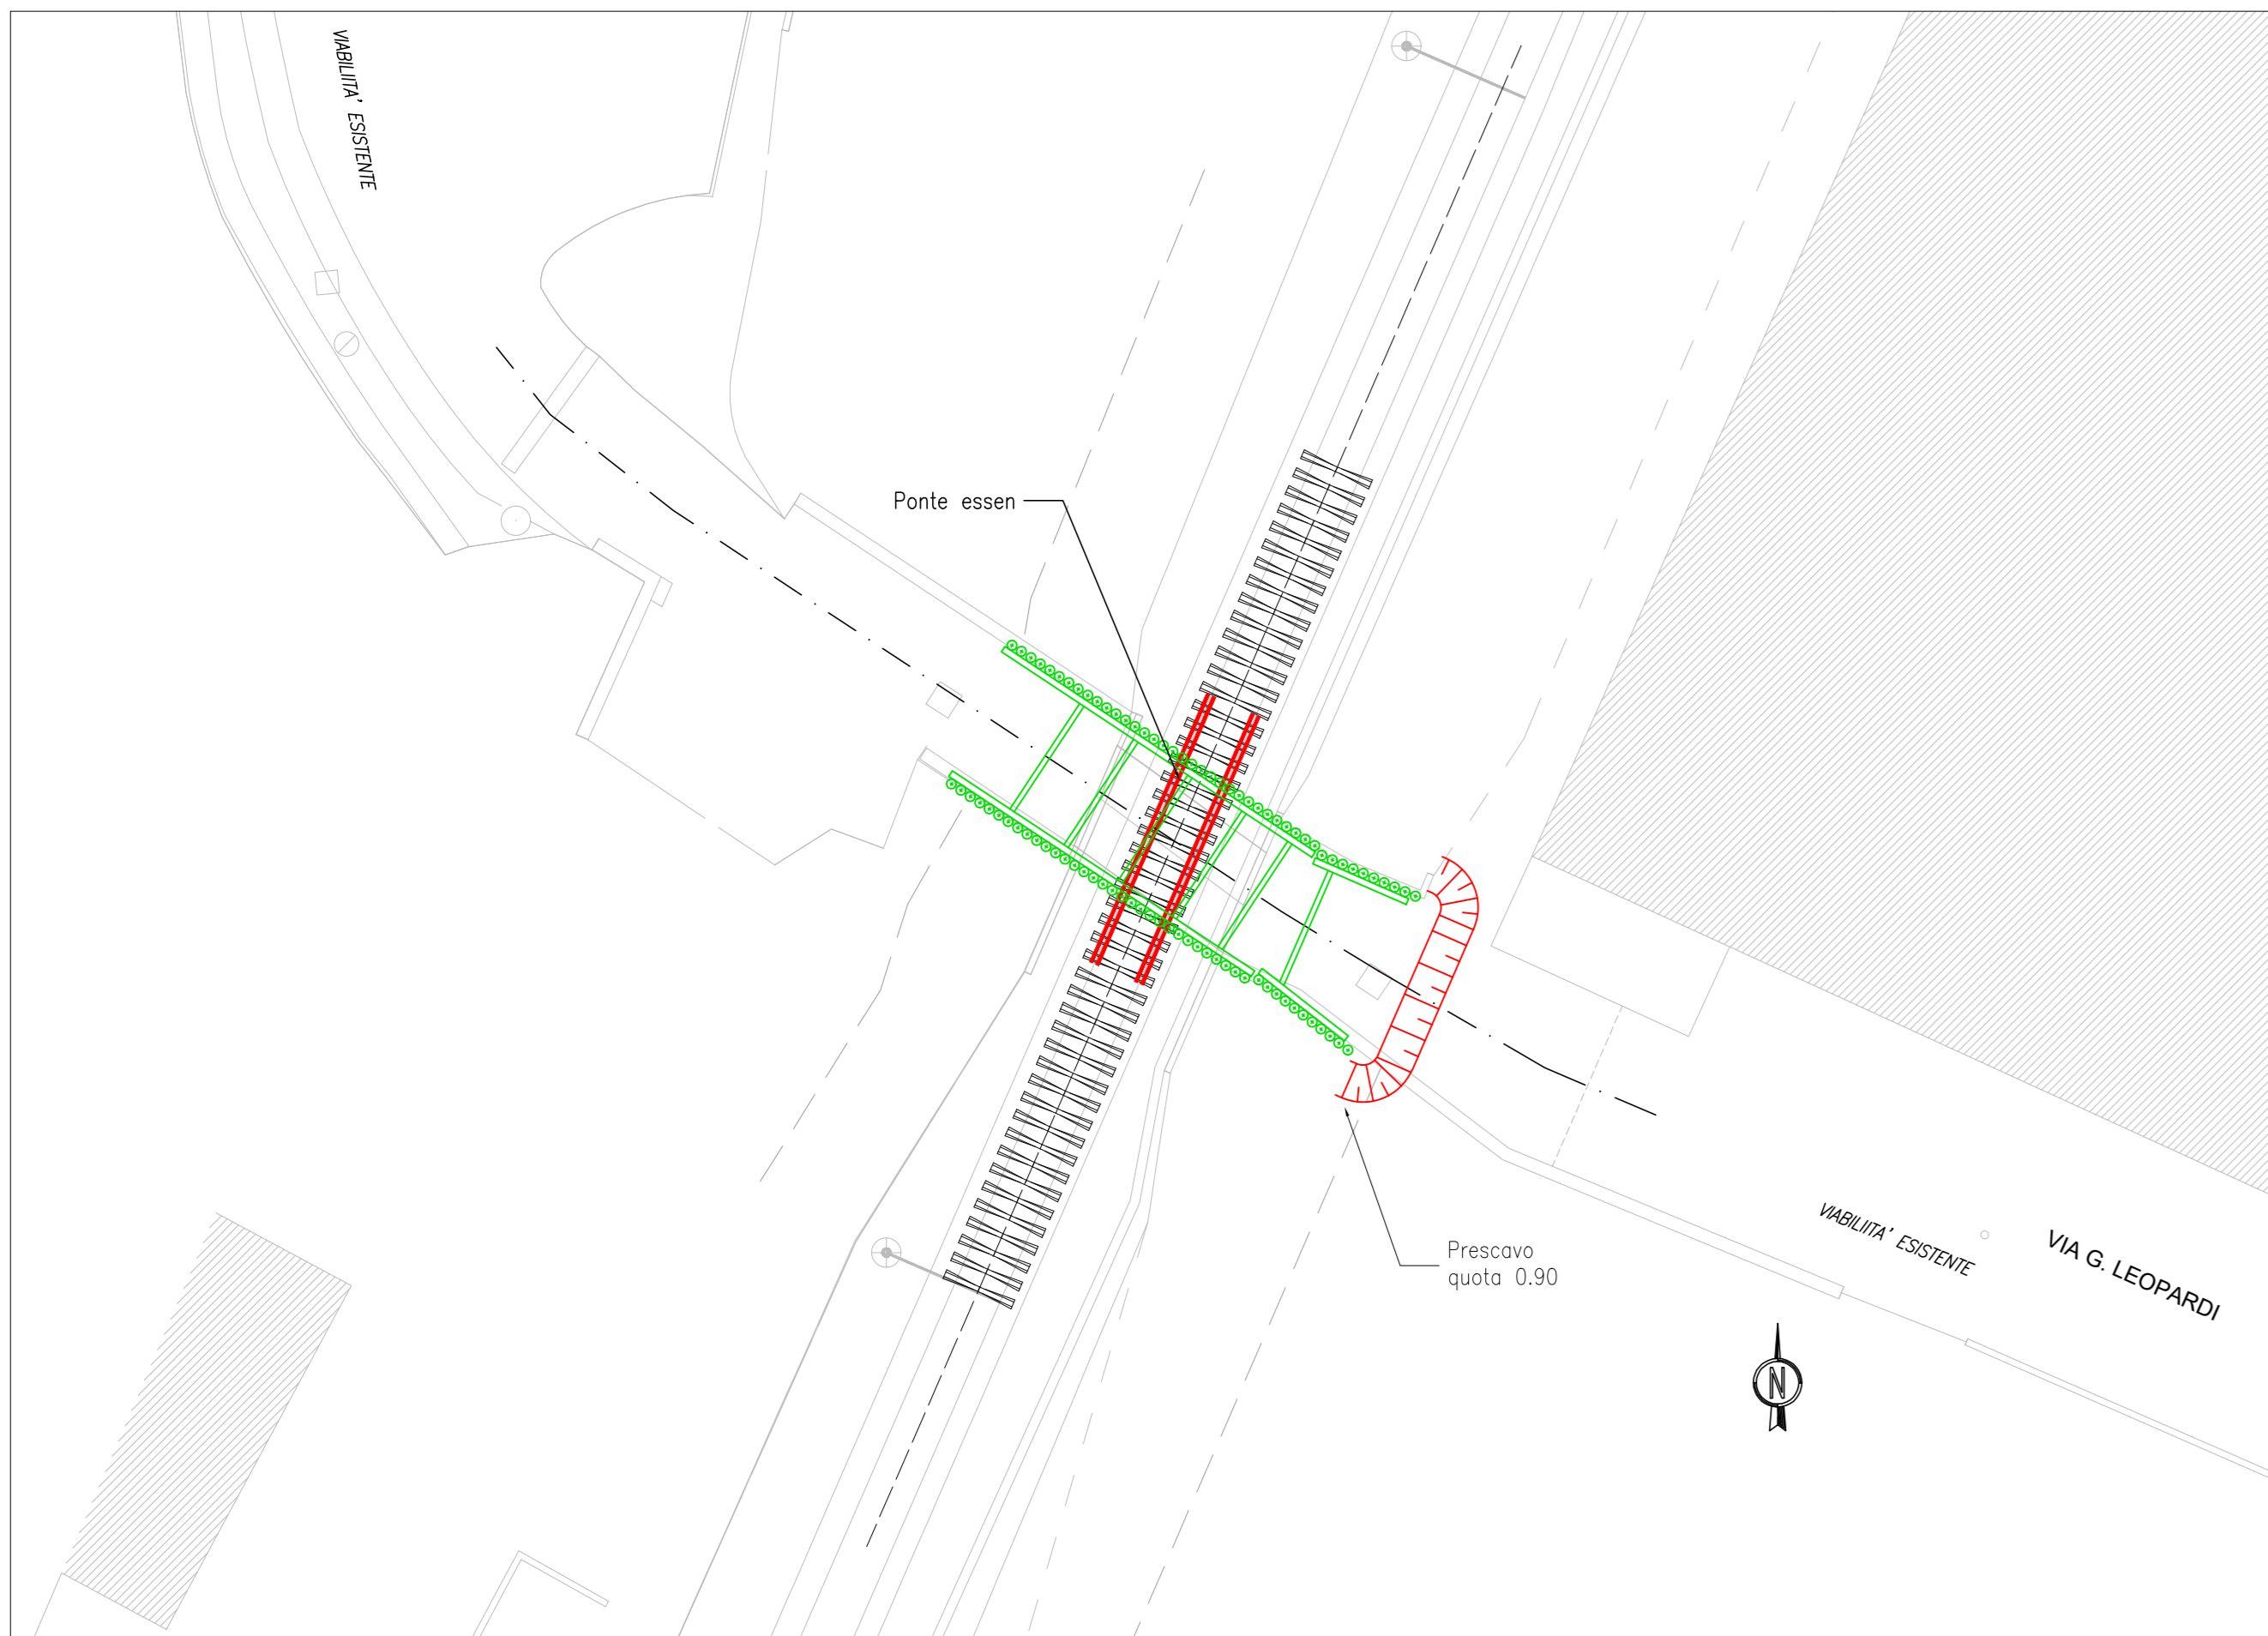 VIABILIITA' ESISTENTE
Ponte essen
Prescavo
quota 0.90
VIABILIITA' ESISTENTE
VIA G. LEOPARDI
N